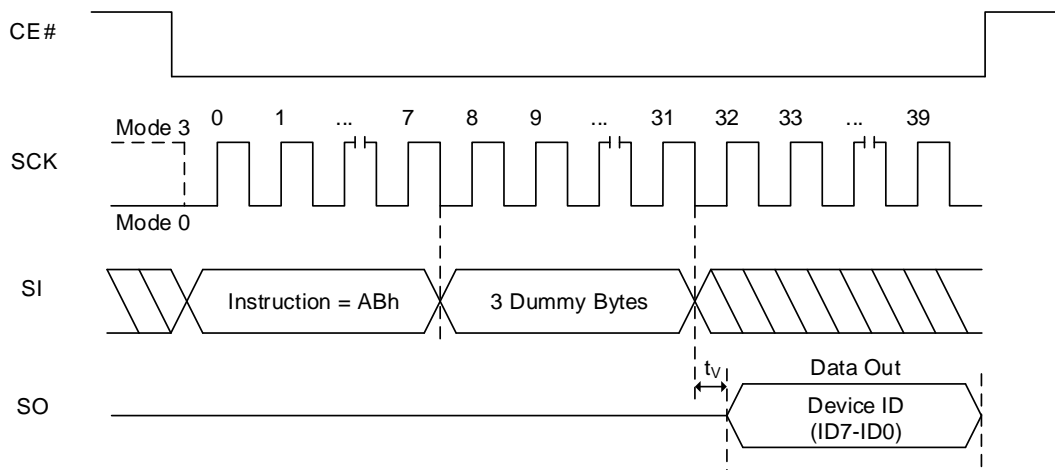 CE#
SCK
Mode 3
Mode 0
0 1 ... 7 8 9 ... 31 32 33 ... 39
SI
Instruction = ABh
3 Dummy Bytes
tV
Data Out
SO
Device ID
(ID7-ID0)